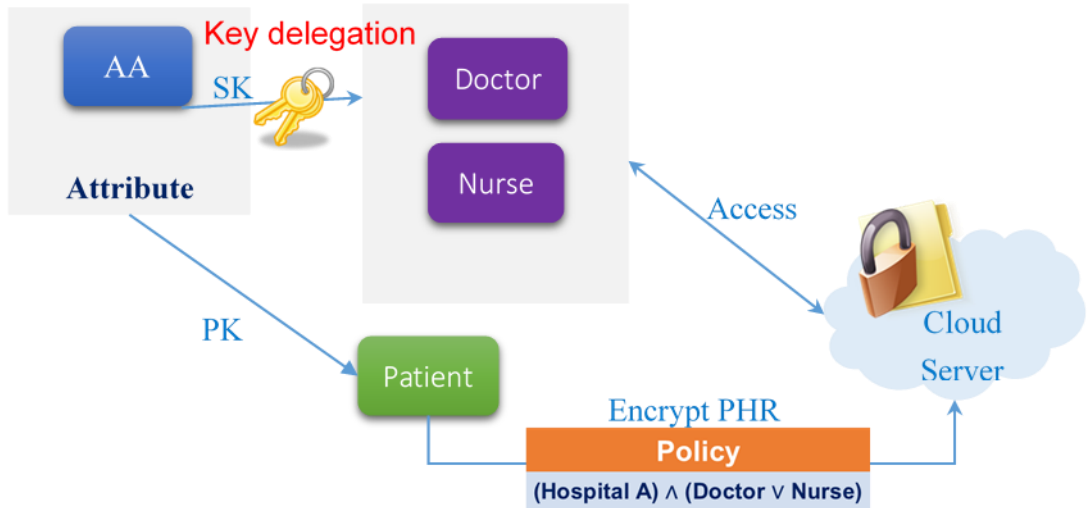 Key delegation
AA
SK
Doctor
Nurse
Attribute
Access
PK
Cloud
Server
Patient
Encrypt PHR
Policy
(Hospital A) ∧ (Doctor ∨ Nurse)